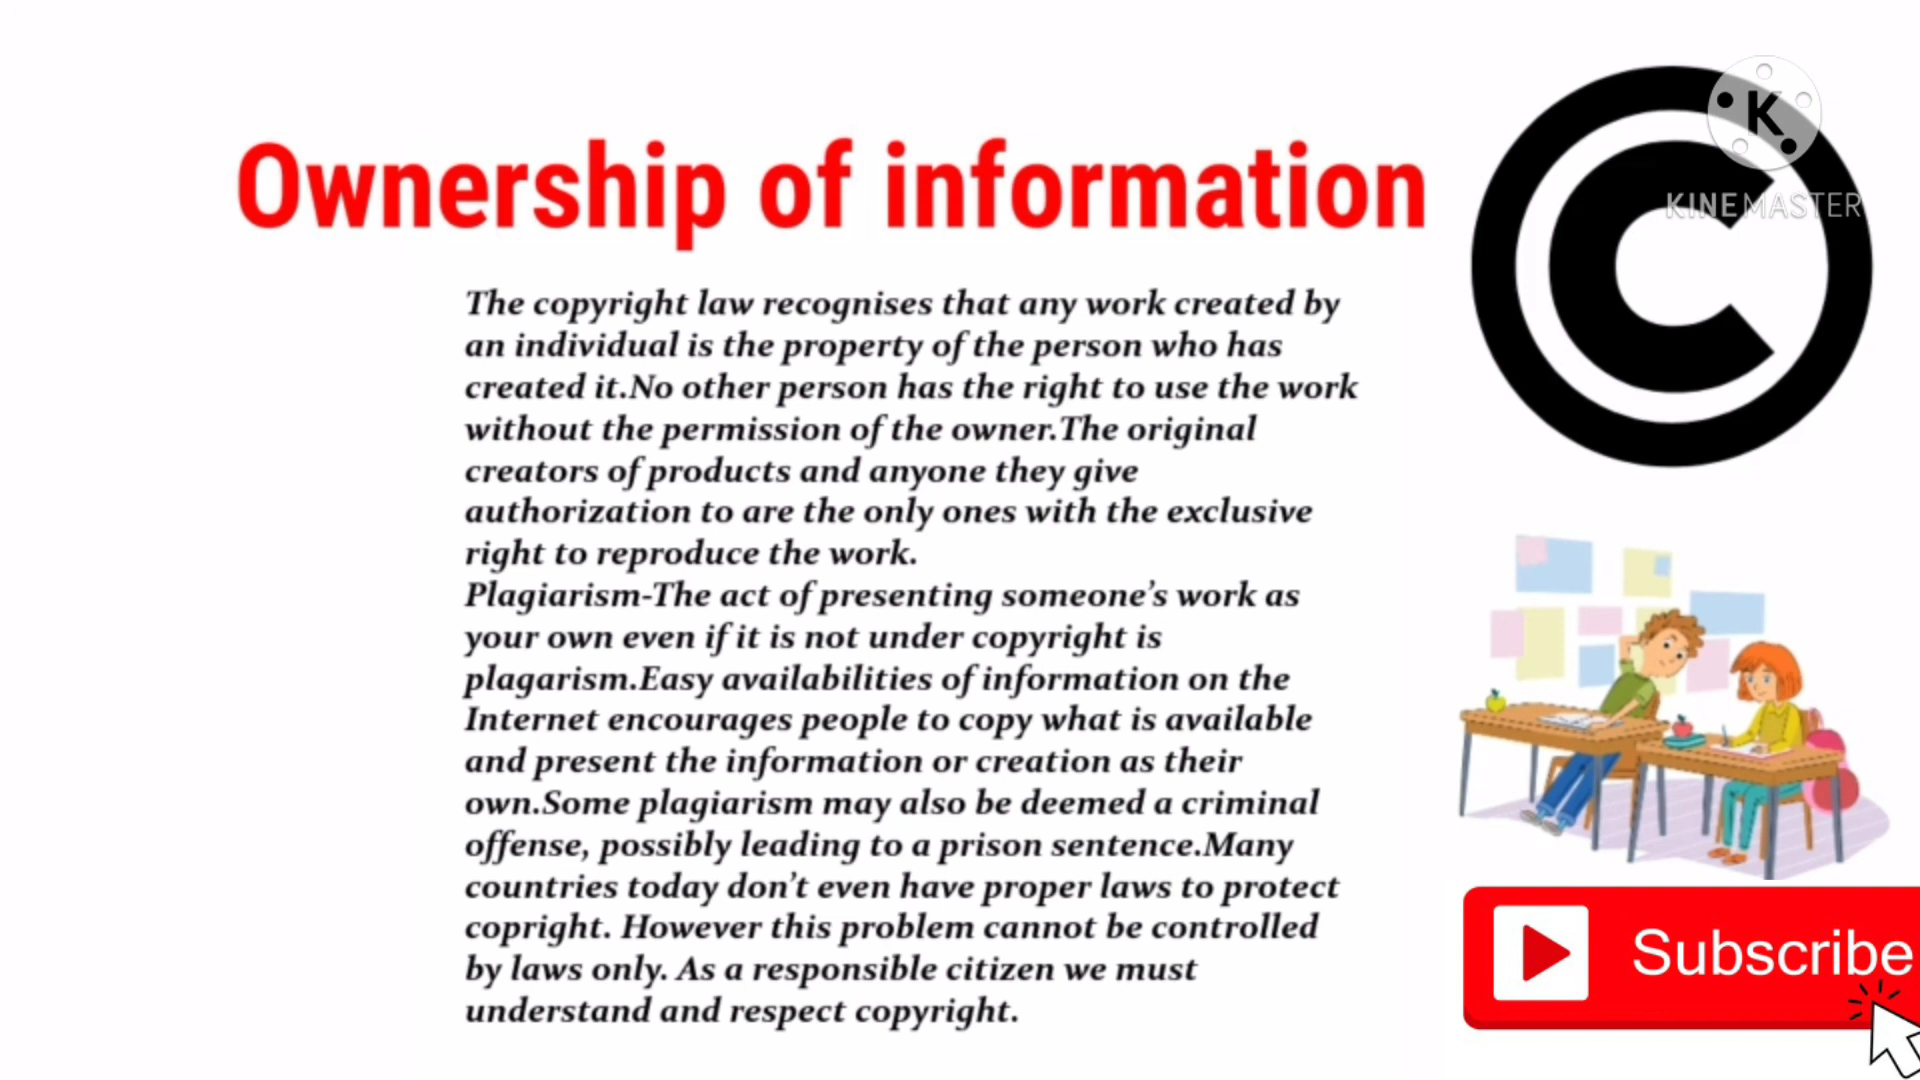 Ownership of information
The copyright law recognises that any work created by
an individual is the property of the person who has
created it.No other person has the right to use the work
without the permission of the owner.The original
creators of products and anyone they give
authorization to are the only ones with the exclusive
right to reproduce the work.
Plagiarism-The act of presenting someone's work as
your own even if it is not under copyright is
plagarism.Easy availabilities of information on the
Internet encourages people to copy what is available
and present the information or creation as their
own.Some plagiarism may also be deemed a criminal
offense, possibly leading to a prison sentence.Many
countries today don't even have proper laws to protect
copright. However this problem cannot be controlled
by laws only. As a responsible citizen we must
understand and respect copyright.
C
K
KINEMASTER
Subscribe